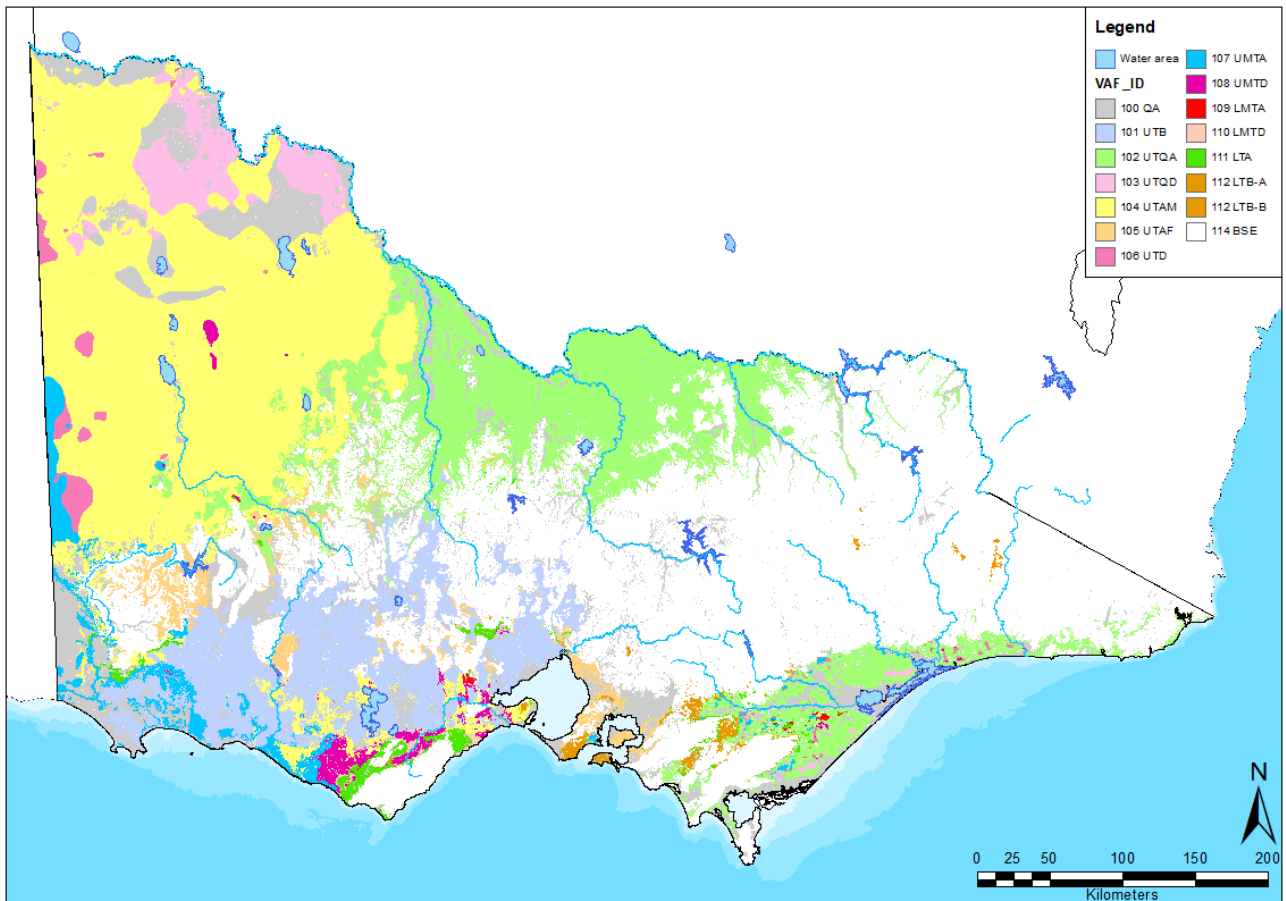 Legend
Water area
VAF_ID
100 QA
101 UTB
102 UTQA
103 UTQD
104 UTAM
105 UTAF
106 UTD
107 UMTA
108 UMTD
109 LMTA
110 LMTD
111 LTA
112 LTB-A
112 LTB-B
114 BSE
N
0 25 50 100 150 200
Kilometers